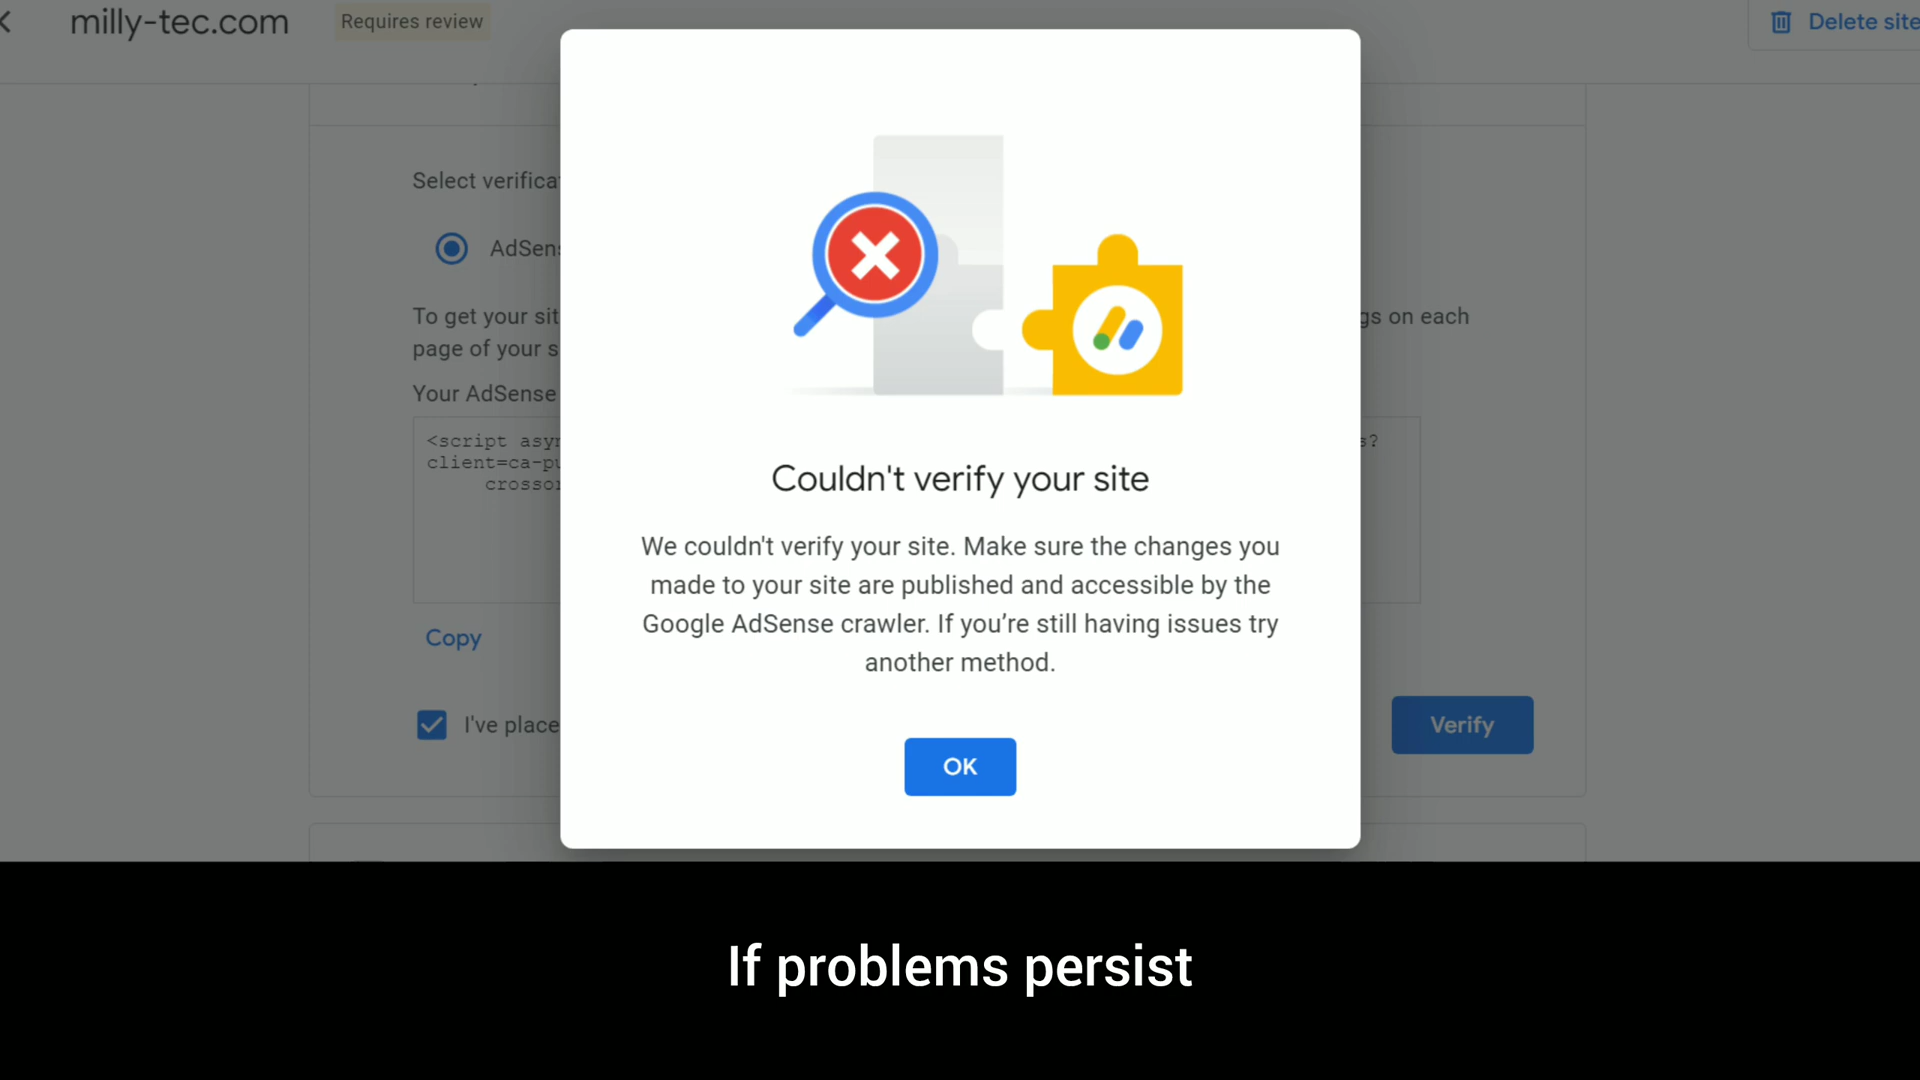 milly-tec.com
Requires review
Delete site
Select verifica
AdSens
To get your sit
gs on each
page of your s
Your AdSense
<script asyn
s?
client=ca-pu
crossor
Copy
I've place
Verify
Couldn't verify your site
We couldn't verify your site. Make sure the changes you
made to your site are published and accessible by the
Google AdSense crawler. If you’re still having issues try
another method.
OK
If problems persist